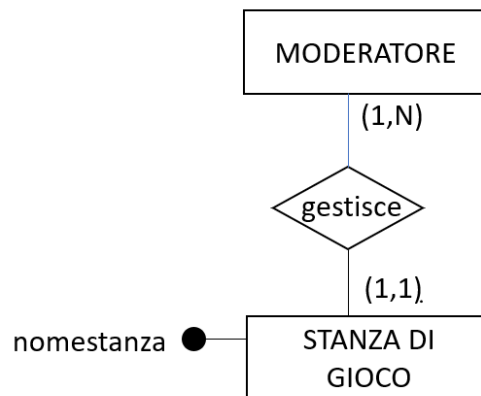 MODERATORE
(1,N)
gestisce
(1,1)
nomestanza
STANZA DI
GIOCO